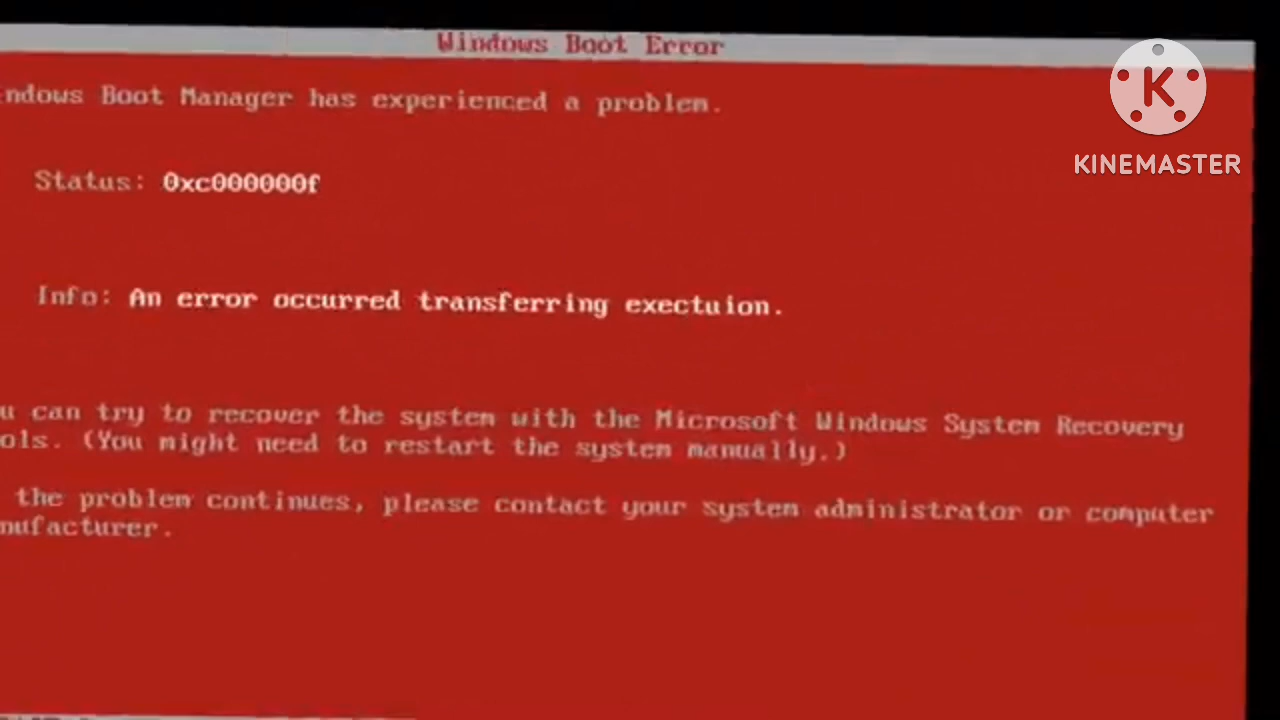 Windows Boot Error
ndows Boot Manager has experienced a problem.
K
KINEMASTER
Status: 0xc000000f
Info: An error occurred transferring exectuion.
u can try to recover the system with the Microsoft Windows System Recovery
ols. (You might need to restart the system manually.)
the problem continues, please contact your system administrator or computer
nufacturer.